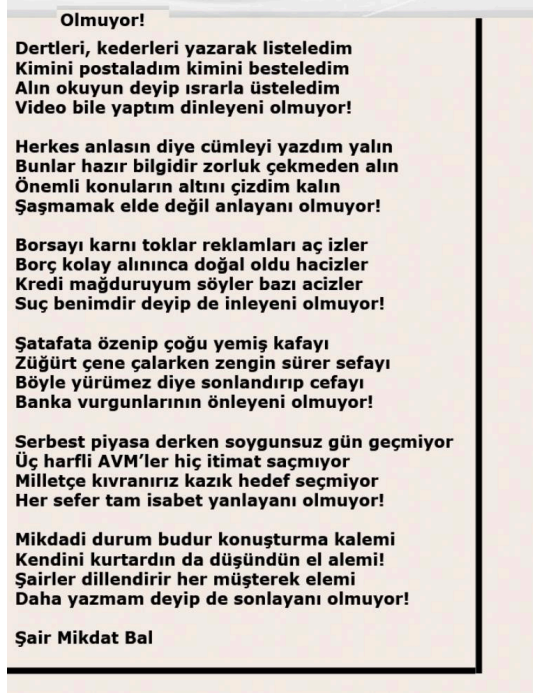 Olmuyor!
Dertleri, kederleri yazarak listeledim
Kimini postaladım kimini besteledim
Alın okuyun deyip ısrarla üsteledim
Video bile yaptım dinleyeni olmuyor!
Herkes anlasın diye cümleyi yazdım yalın
Bunlar hazır bilgidir zorluk çekmeden alın
Önemli konuların altını çizdim kalın
Şaşmamak elde değil anlayanı olmuyor!
Borsayı karnı toklar reklamları aç izler
Borç kolay alınınca doğal oldu hacizler
Kredi mağduruyum söyler bazı acizler
Suç benimdir deyip de inleyeni olmuyor!
Şatafata özenip çoğu yemiş kafayı
Züğürt çene çalarken zengin sürer sefayı
Böyle yürümez diye sonlandırıp cefayı
Banka vurgunlarının önleyeni olmuyor!
Serbest piyasa derken soygunsuz gün geçmiyor
Üç harfli AVM’ler hiç itimat saçmıyor
Milletçe kıvranırız kazık hedef seçmiyor
Her sefer tam isabet yanlayanı olmuyor!
Mikdadi durum budur konuşturma kalemi
Kendini kurtardın da düşündün el alemi!
Şairler dillendirir her müşterek elemi
Daha yazmam deyip de sonlayanı olmuyor!
Şair Mikdat Bal